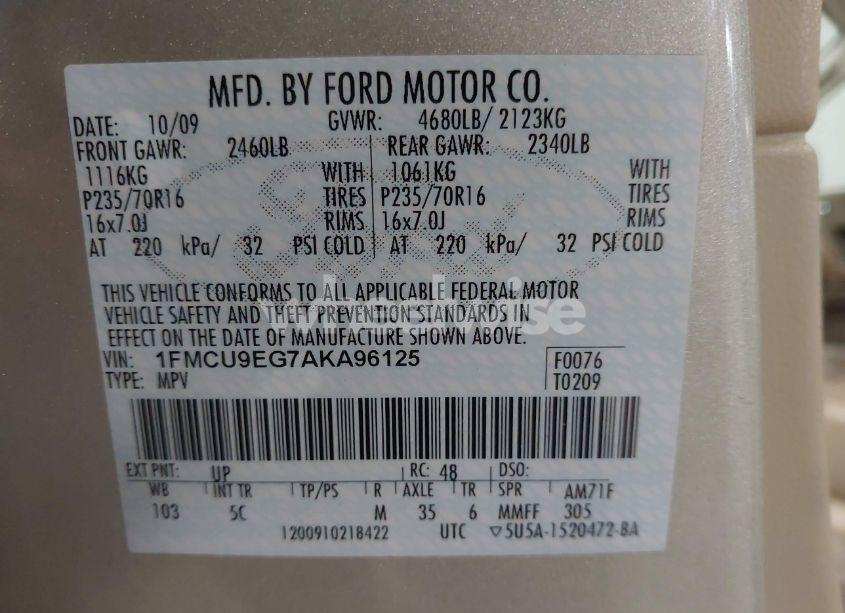 MFD. BY FORD MOTOR CO.
DATE: 10/09 GVWR: 4680LB/ 2123KG
FRONT GAWR: 2460LB REAR GAWR: 2340LB
1116KG WITH 1061KG WITH
P235/70R16 TIRES P235/70R16 TIRES
16x7.0J RIMS 16x7.0J RIMS
AT 220 kPa/ 32 PSI COLD AT 220 kPa/ 32 PSI COLD
THIS VEHICLE CONFORMS TO ALL APPLICABLE FEDERAL MOTOR
VEHICLE SAFETY AND THEFT PREVENTION STANDARDS IN
EFFECT ON THE DATE OF MANUFACTURE SHOWN ABOVE.
VIN: 1FMCU9EG7AKA96125 F0076
TYPE: MPV T0209
EXT PNT: UP RC: 48 DSO:
WB INT TR TP/PS R AXLE TR SPR AM71F
103 5C M 35 6 MMFF 305
1200910218422 UTC ▽5U5A-1520472-BA